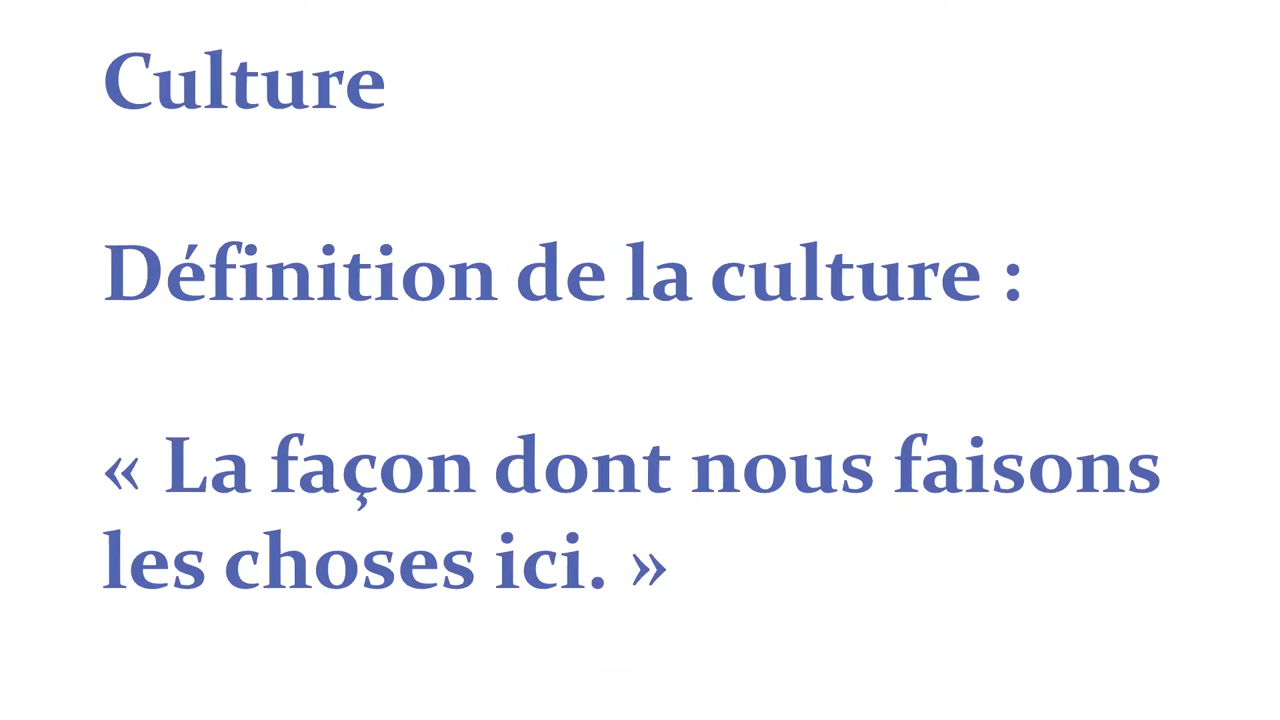 Culture
Définition de la culture :
« La façon dont nous faisons
les choses ici. »